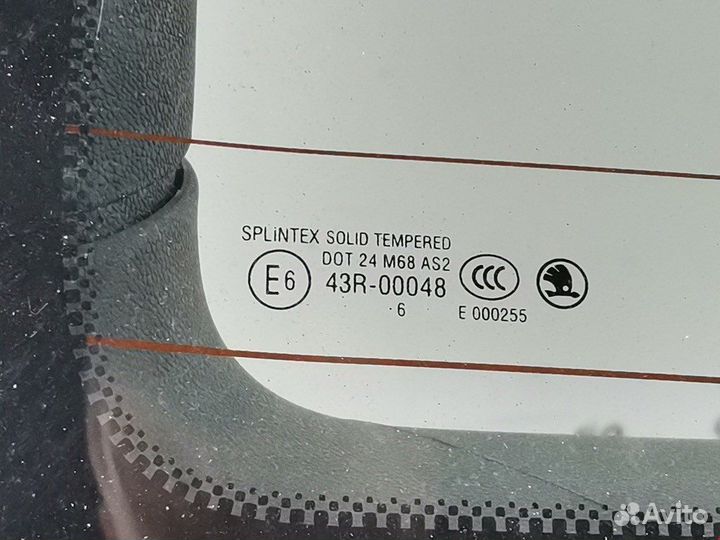 SPLiNTEX SOLID TEMPERED
DOT 24 M68 AS2
E6 43R-00048 CCC
6 E 000255
Avito